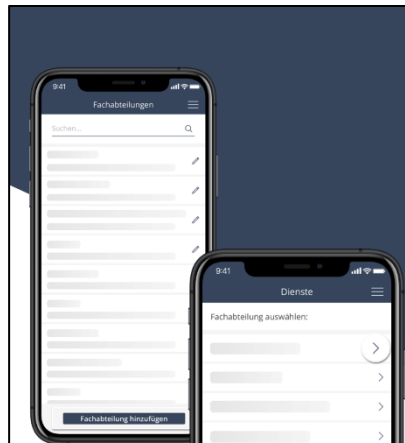 9:41
Fachabteilungen
Suchen...
Fachabteilung hinzufügen
9:41
Dienste
Fachabteilung auswählen: